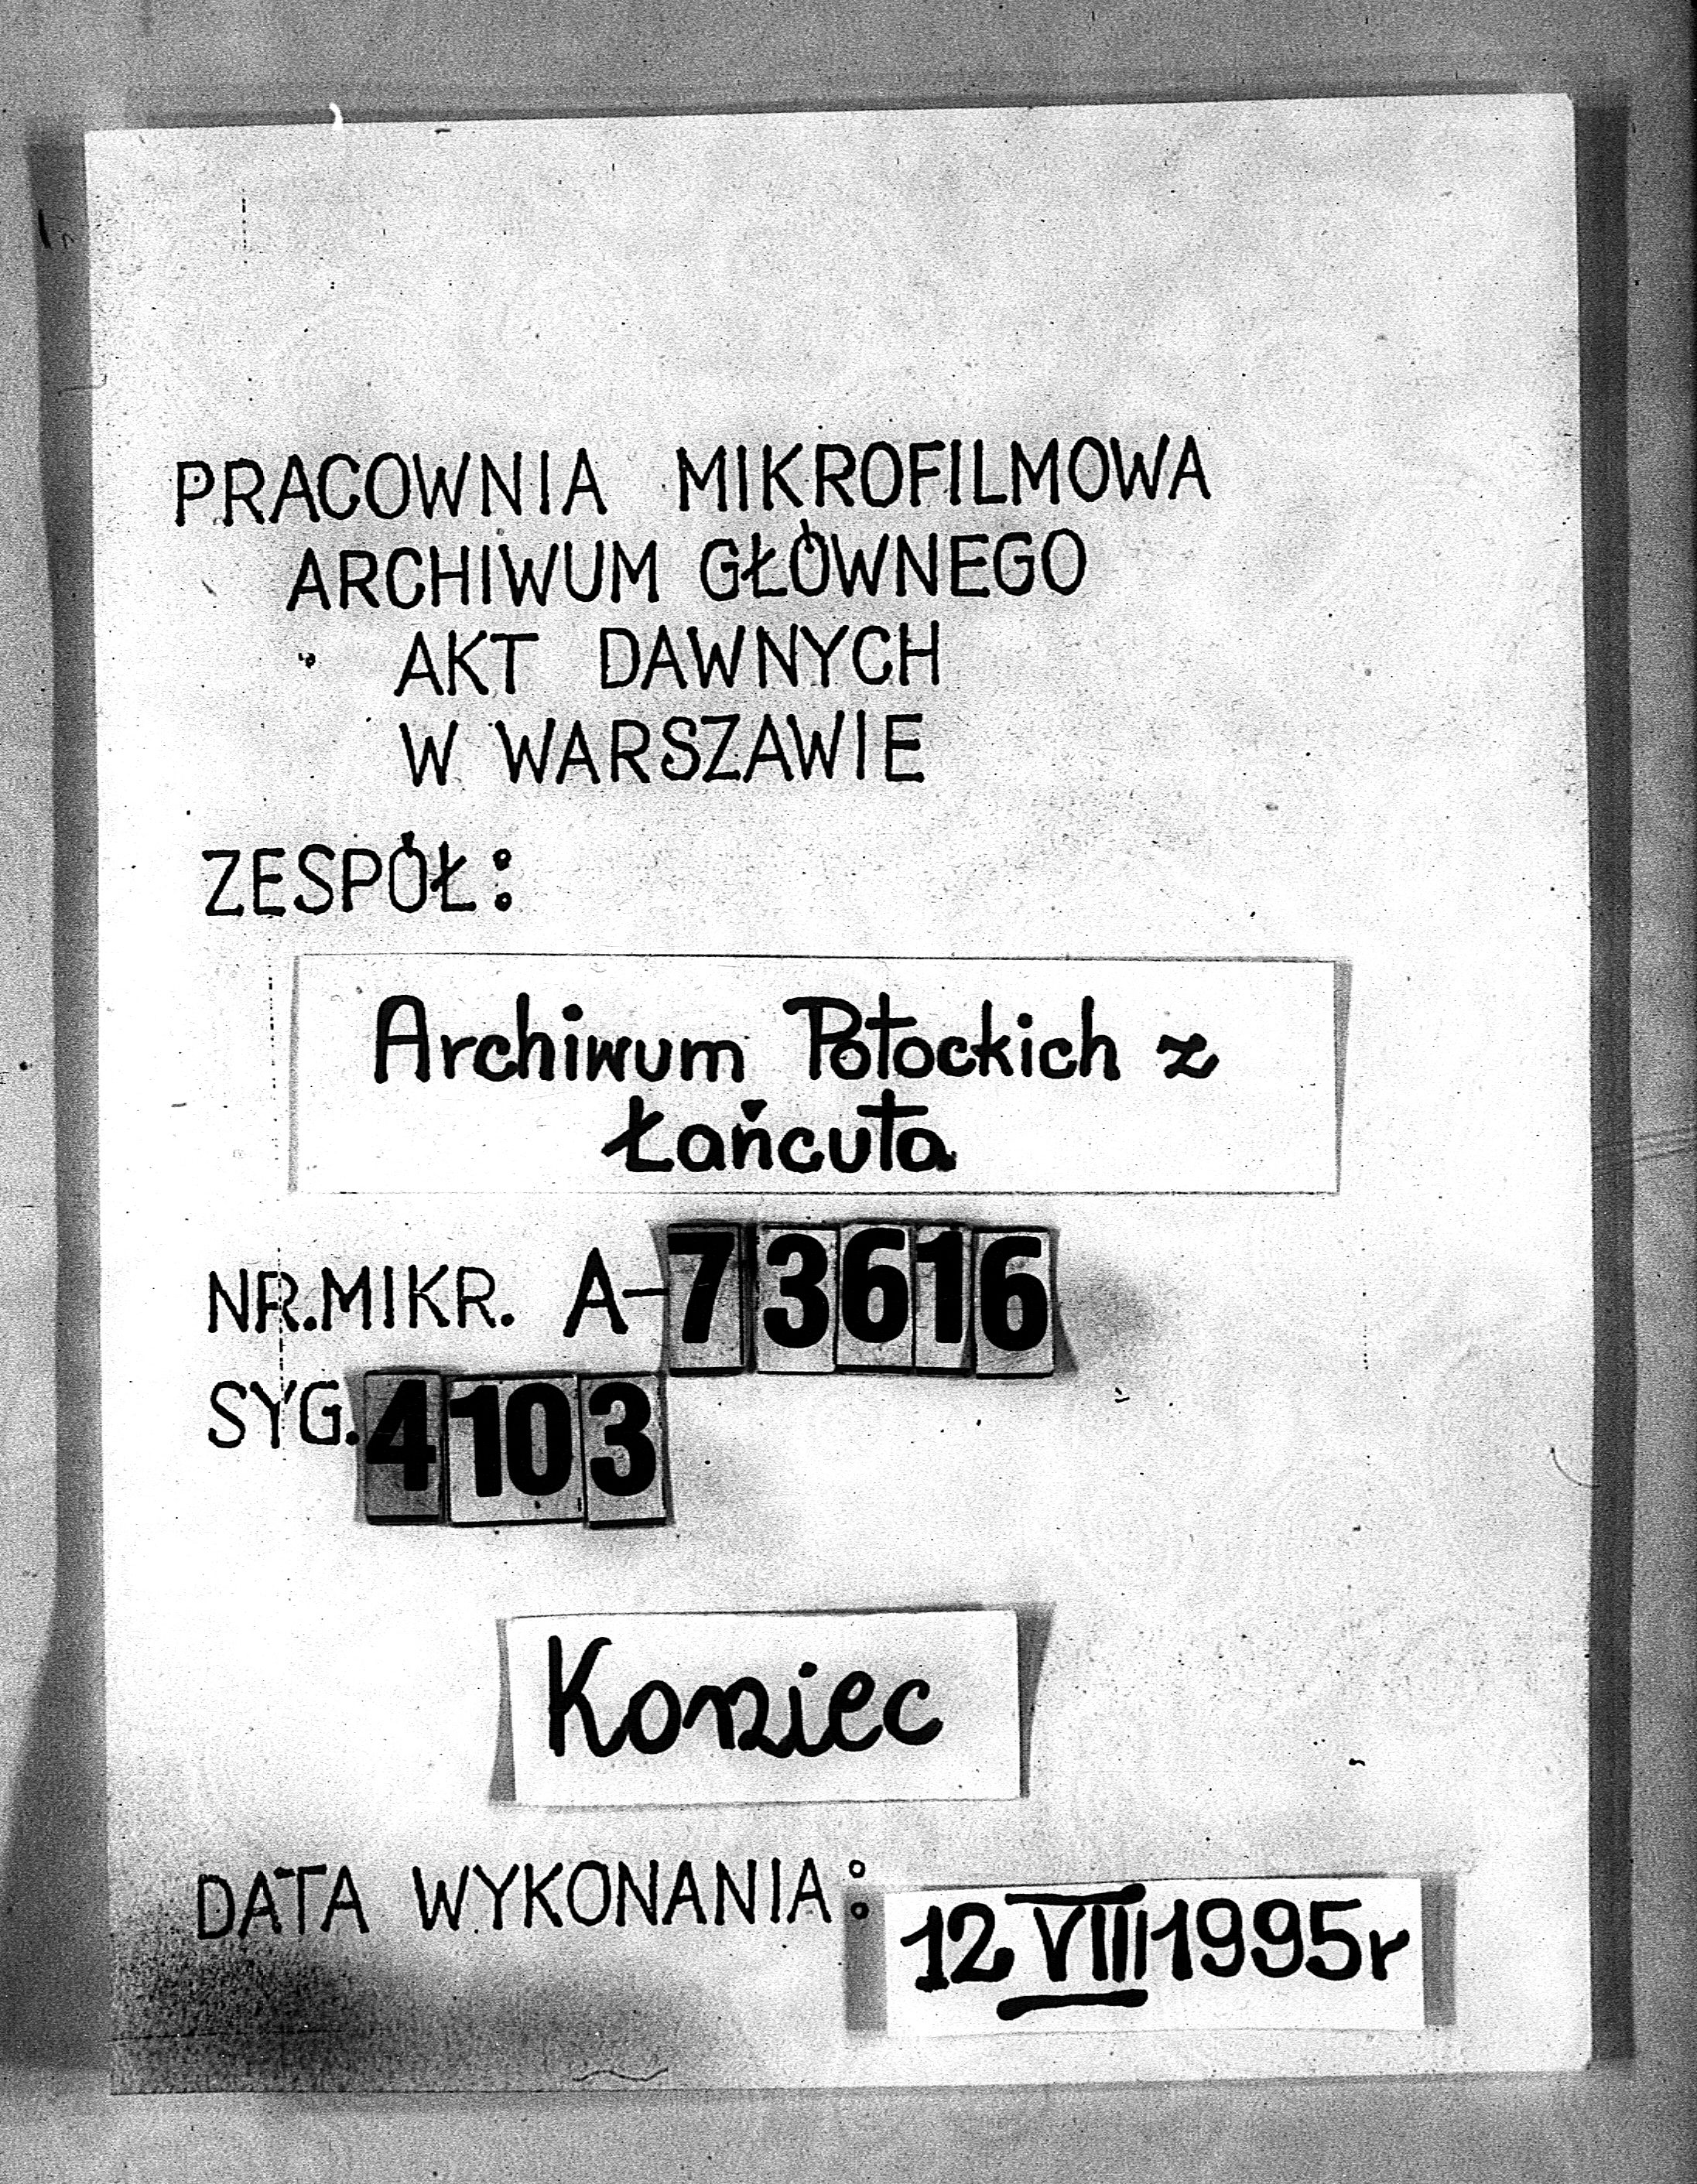 PRACOWNIA MIKROFILMOWA
ARCHIWUM GŁÓWNEGO
AKT DAWNYCH
W WARSZAWIE
ZESPÓŁ:
Archiwum Potockich z
Łańcuta
NR.MIKR. A-73616
SYG. 4103
Koniec
DATA WYKONANIA: 12 VIII 1995r